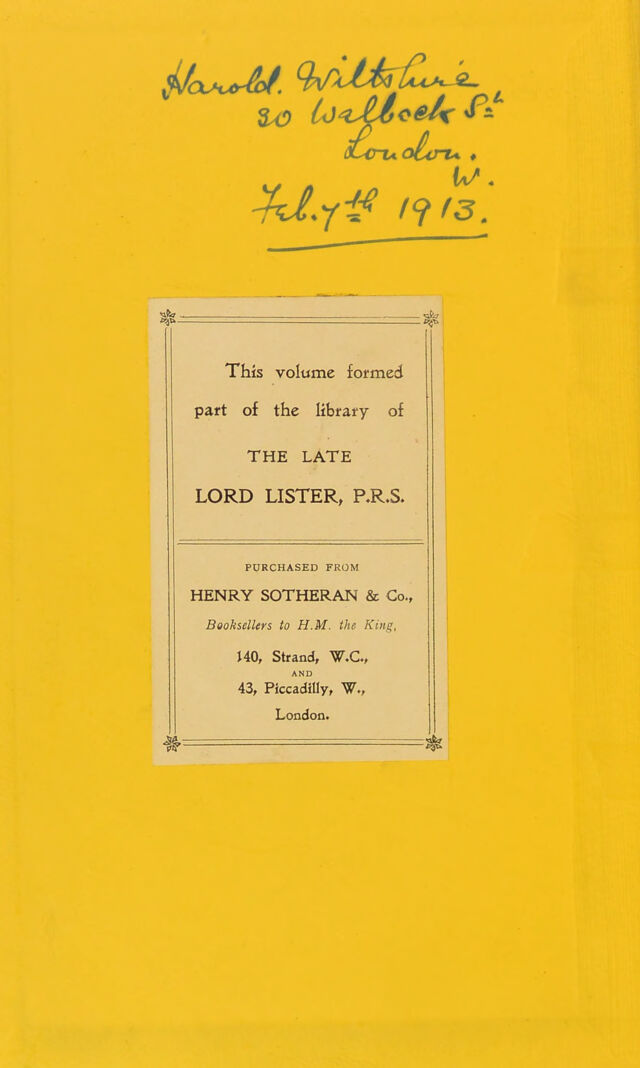 Harold. Wiltshire
30 Welbeck St
London.
W.
Feb. 7th 1913.
This volume formed
part of the library of
THE LATE
LORD LISTER, P.R.S.
PURCHASED FROM
HENRY SOTHERAN & Co.,
Booksellers to H.M. the King,
140, Strand, W.C.,
AND
43, Piccadilly, W.,
London.